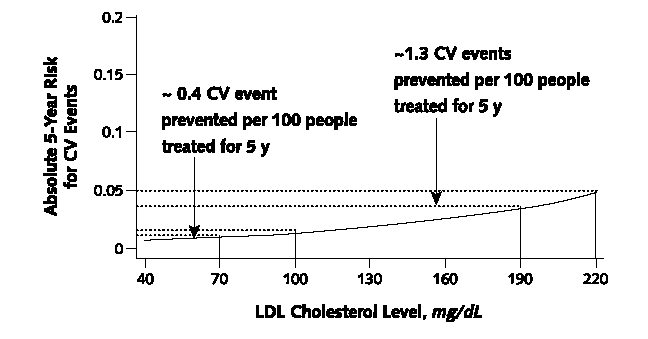 0.2
~1.3 CV events
prevented per 100 people
treated for 5 y
0.15
~ 0.4 CV event
prevented per 100 people
treated for 5 y
0.1
0.05
0
Absolute 5-Year Risk
for CV Events
40 70 100 130 160 190 220
LDL Cholesterol Level, mg/dL